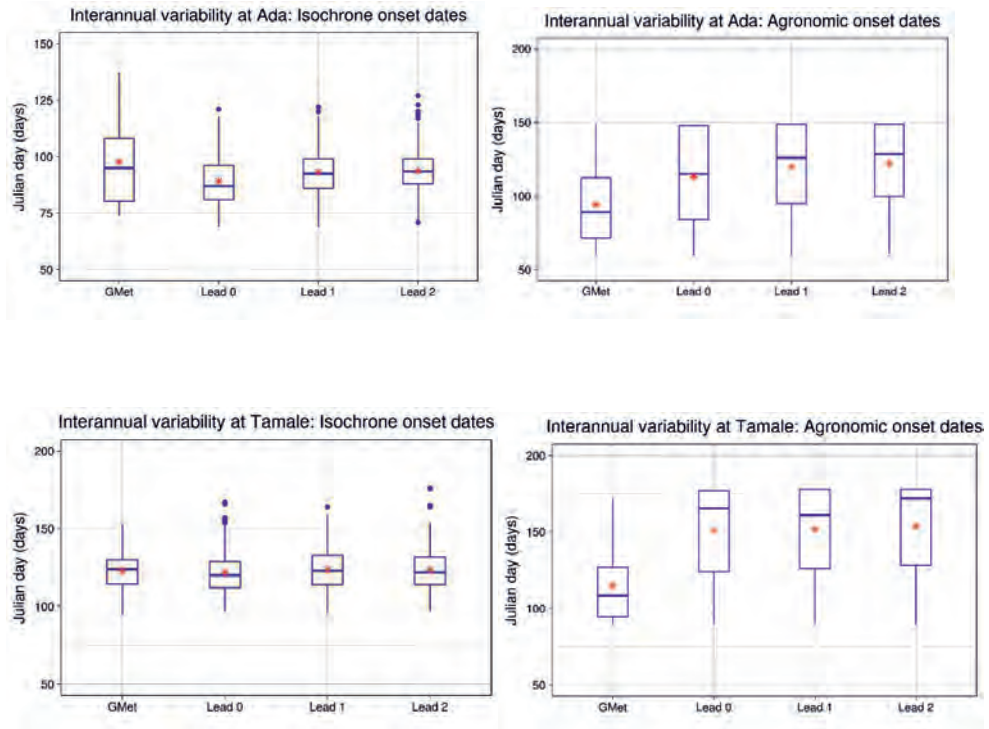 Interannual variability at Ada: Isochrone onset dates
150
125
100
75
50
Julian day (days)
GMet Lead 0 Lead 1 Lead 2
Interannual variability at Ada: Agronomic onset dates
200
150
100
50
Julian day (days)
GMet Lead 0 Lead 1 Lead 2
Interannual variability at Tamale: Isochrone onset dates
200
150
100
50
Julian day (days)
GMet Lead 0 Lead 1 Lead 2
Interannual variability at Tamale: Agronomic onset dates
200
150
100
50
Julian day (days)
GMet Lead 0 Lead 1 Lead 2